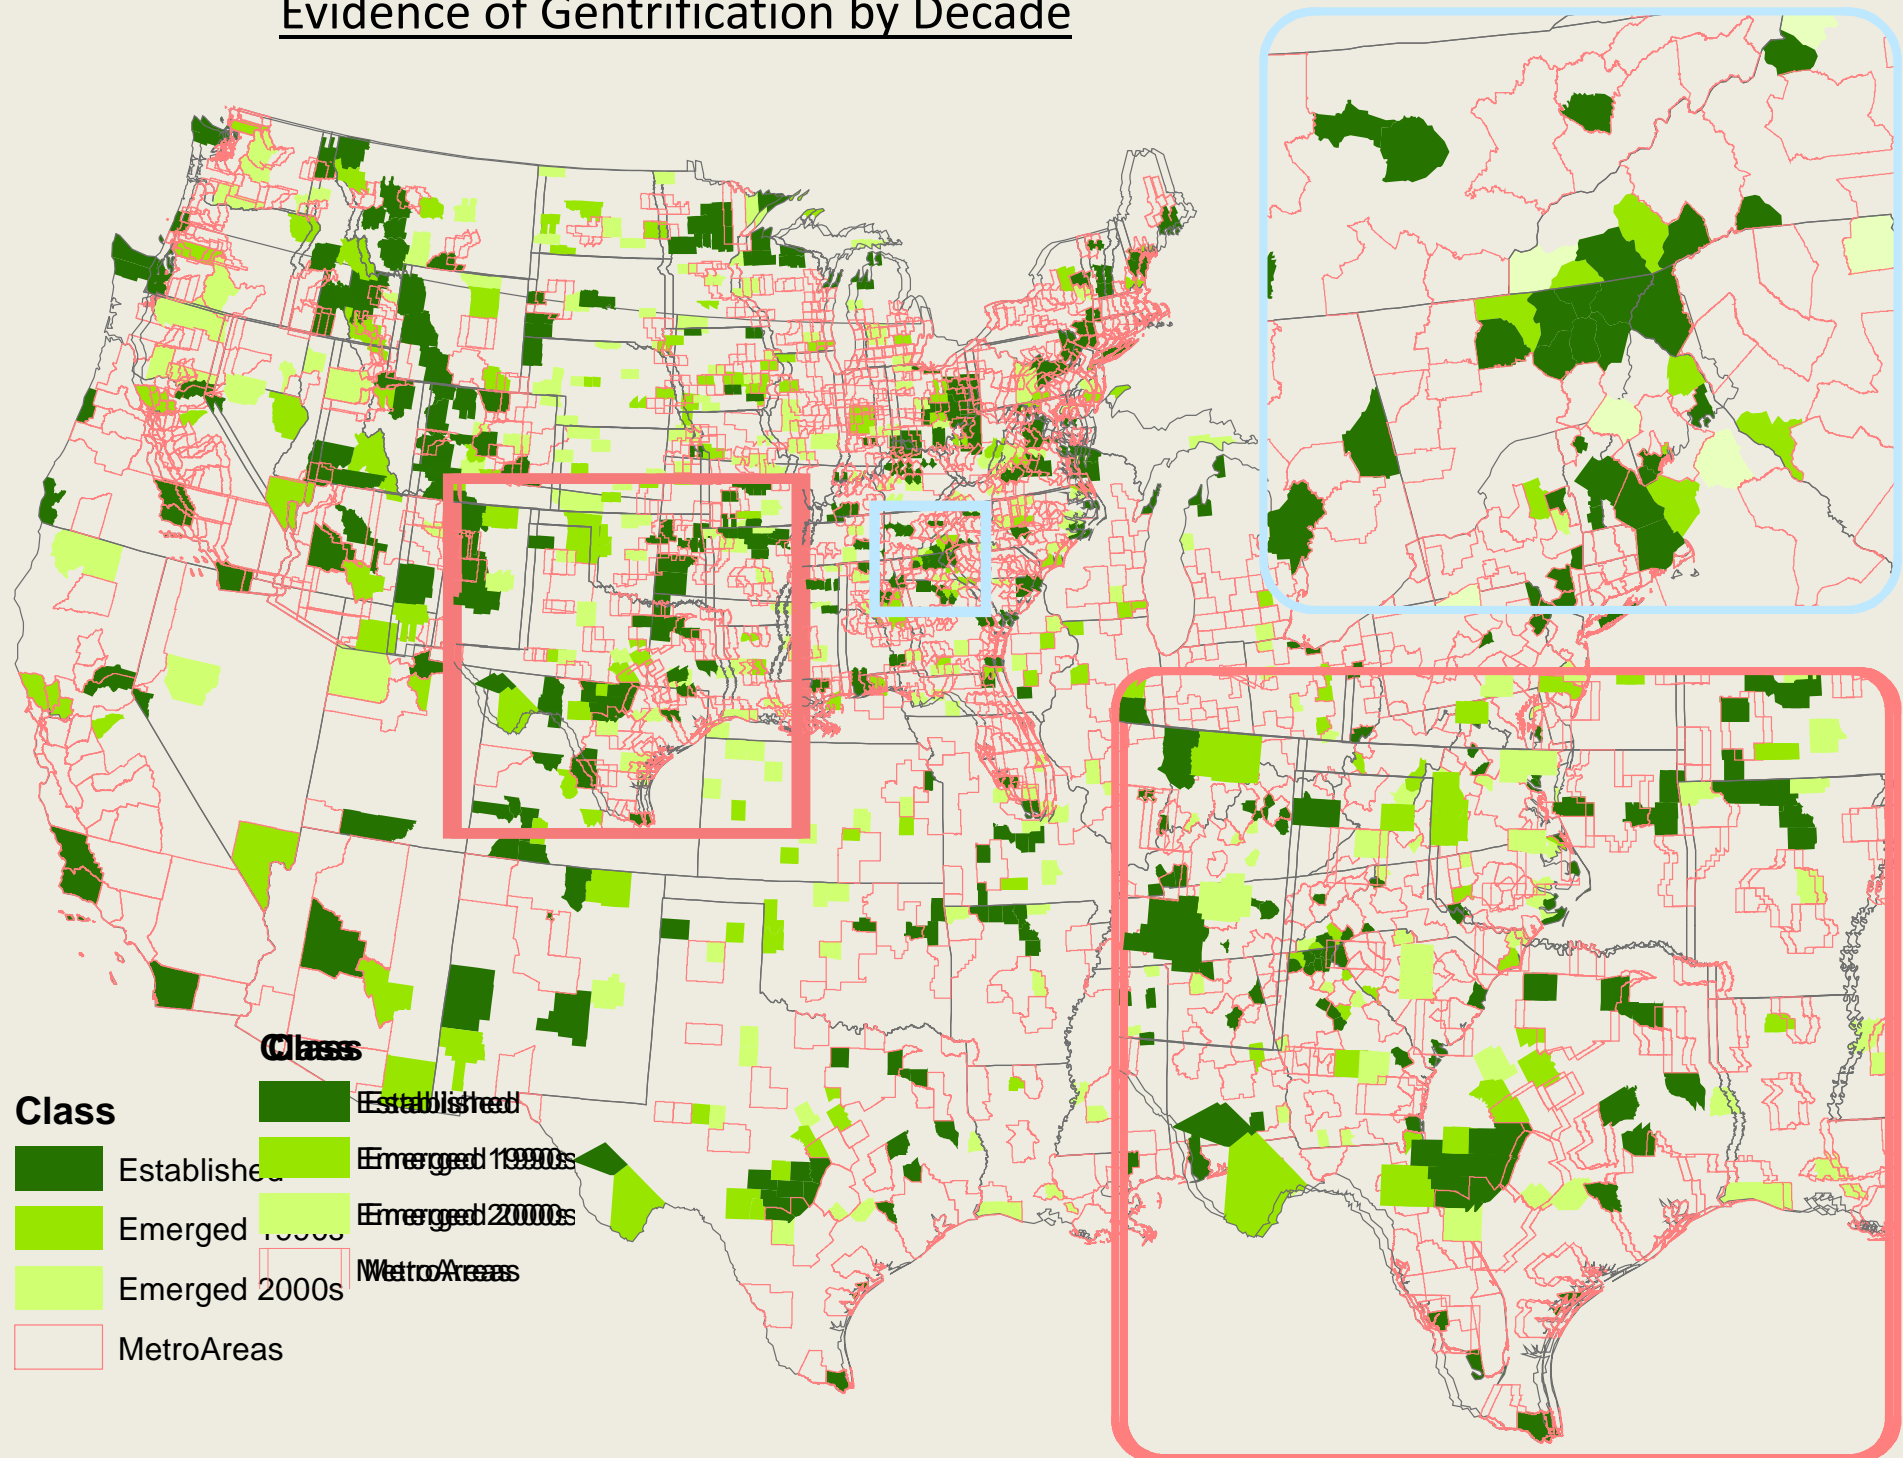 Evidence of Gentrification by Decade
Class
Established
Emerged 1990s
Emerged 2000s
MetroAreas
Class
Established
Emerged 1990s
Emerged 2000s
MetroAreas